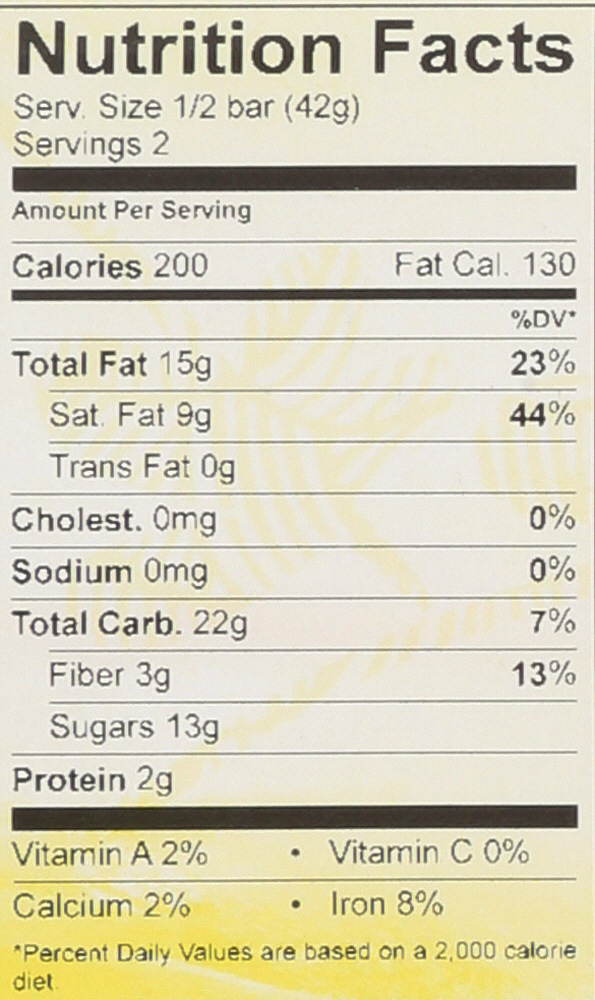 Nutrition Facts
Serv. Size 1/2 bar (42g)
Servings 2
Amount Per Serving
Calories 200 Fat Cal. 130
%DV*
Total Fat 15g 23%
Sat. Fat 9g 44%
Trans Fat 0g
Cholest. 0mg 0%
Sodium 0mg 0%
Total Carb. 22g 7%
Fiber 3g 13%
Sugars 13g
Protein 2g
Vitamin A 2% • Vitamin C 0%
Calcium 2% • Iron 8%
*Percent Daily Values are based on a 2,000 calorie
diet.